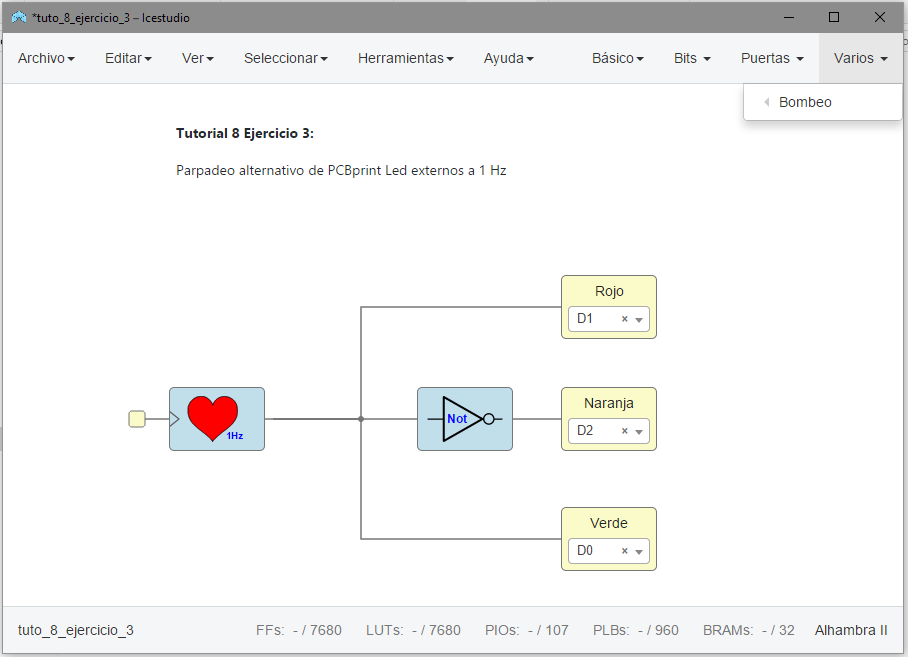 *tuto_8_ejercicio_3 – Icestudio
Archivo Editar Ver Seleccionar Herramientas Ayuda Básico Bits Puertas Varios
Bombeo
Tutorial 8 Ejercicio 3:
Parpadeo alternativo de PCBprint Led externos a 1 Hz
Rojo
D1 ×
1Hz
Not
Naranja
D2 ×
Verde
D0 ×
tuto_8_ejercicio_3 FFs: - / 7680 LUTs: - / 7680 PIOs: - / 107 PLBs: - / 960 BRAMs: - / 32 Alhambra II